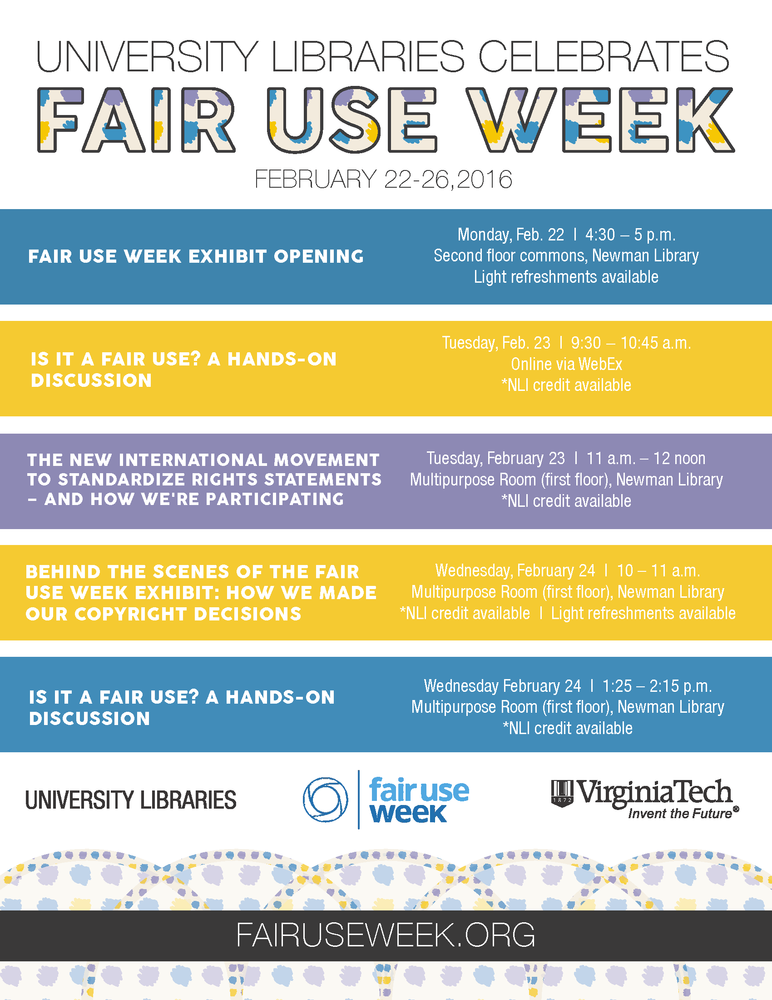 UNIVERSITY LIBRARIES CELEBRATES
FAIR USE WEEK
FEBRUARY 22-26,2016
FAIR USE WEEK EXHIBIT OPENING
Monday, Feb. 22 | 4:30 – 5 p.m.
Second floor commons, Newman Library
Light refreshments available
IS IT A FAIR USE? A HANDS-ON
DISCUSSION
Tuesday, Feb. 23 | 9:30 – 10:45 a.m.
Online via WebEx
*NLI credit available
THE NEW INTERNATIONAL MOVEMENT
TO STANDARDIZE RIGHTS STATEMENTS
– AND HOW WE'RE PARTICIPATING
Tuesday, February 23 | 11 a.m. – 12 noon
Multipurpose Room (first floor), Newman Library
*NLI credit available
BEHIND THE SCENES OF THE FAIR
USE WEEK EXHIBIT: HOW WE MADE
OUR COPYRIGHT DECISIONS
Wednesday, February 24 | 10 – 11 a.m.
Multipurpose Room (first floor), Newman Library
*NLI credit available | Light refreshments available
IS IT A FAIR USE? A HANDS-ON
DISCUSSION
Wednesday February 24 | 1:25 – 2:15 p.m.
Multipurpose Room (first floor), Newman Library
*NLI credit available
UNIVERSITY LIBRARIES
fair use
week
1872
VirginiaTech
Invent the Future®
FAIRUSEWEEK.ORG